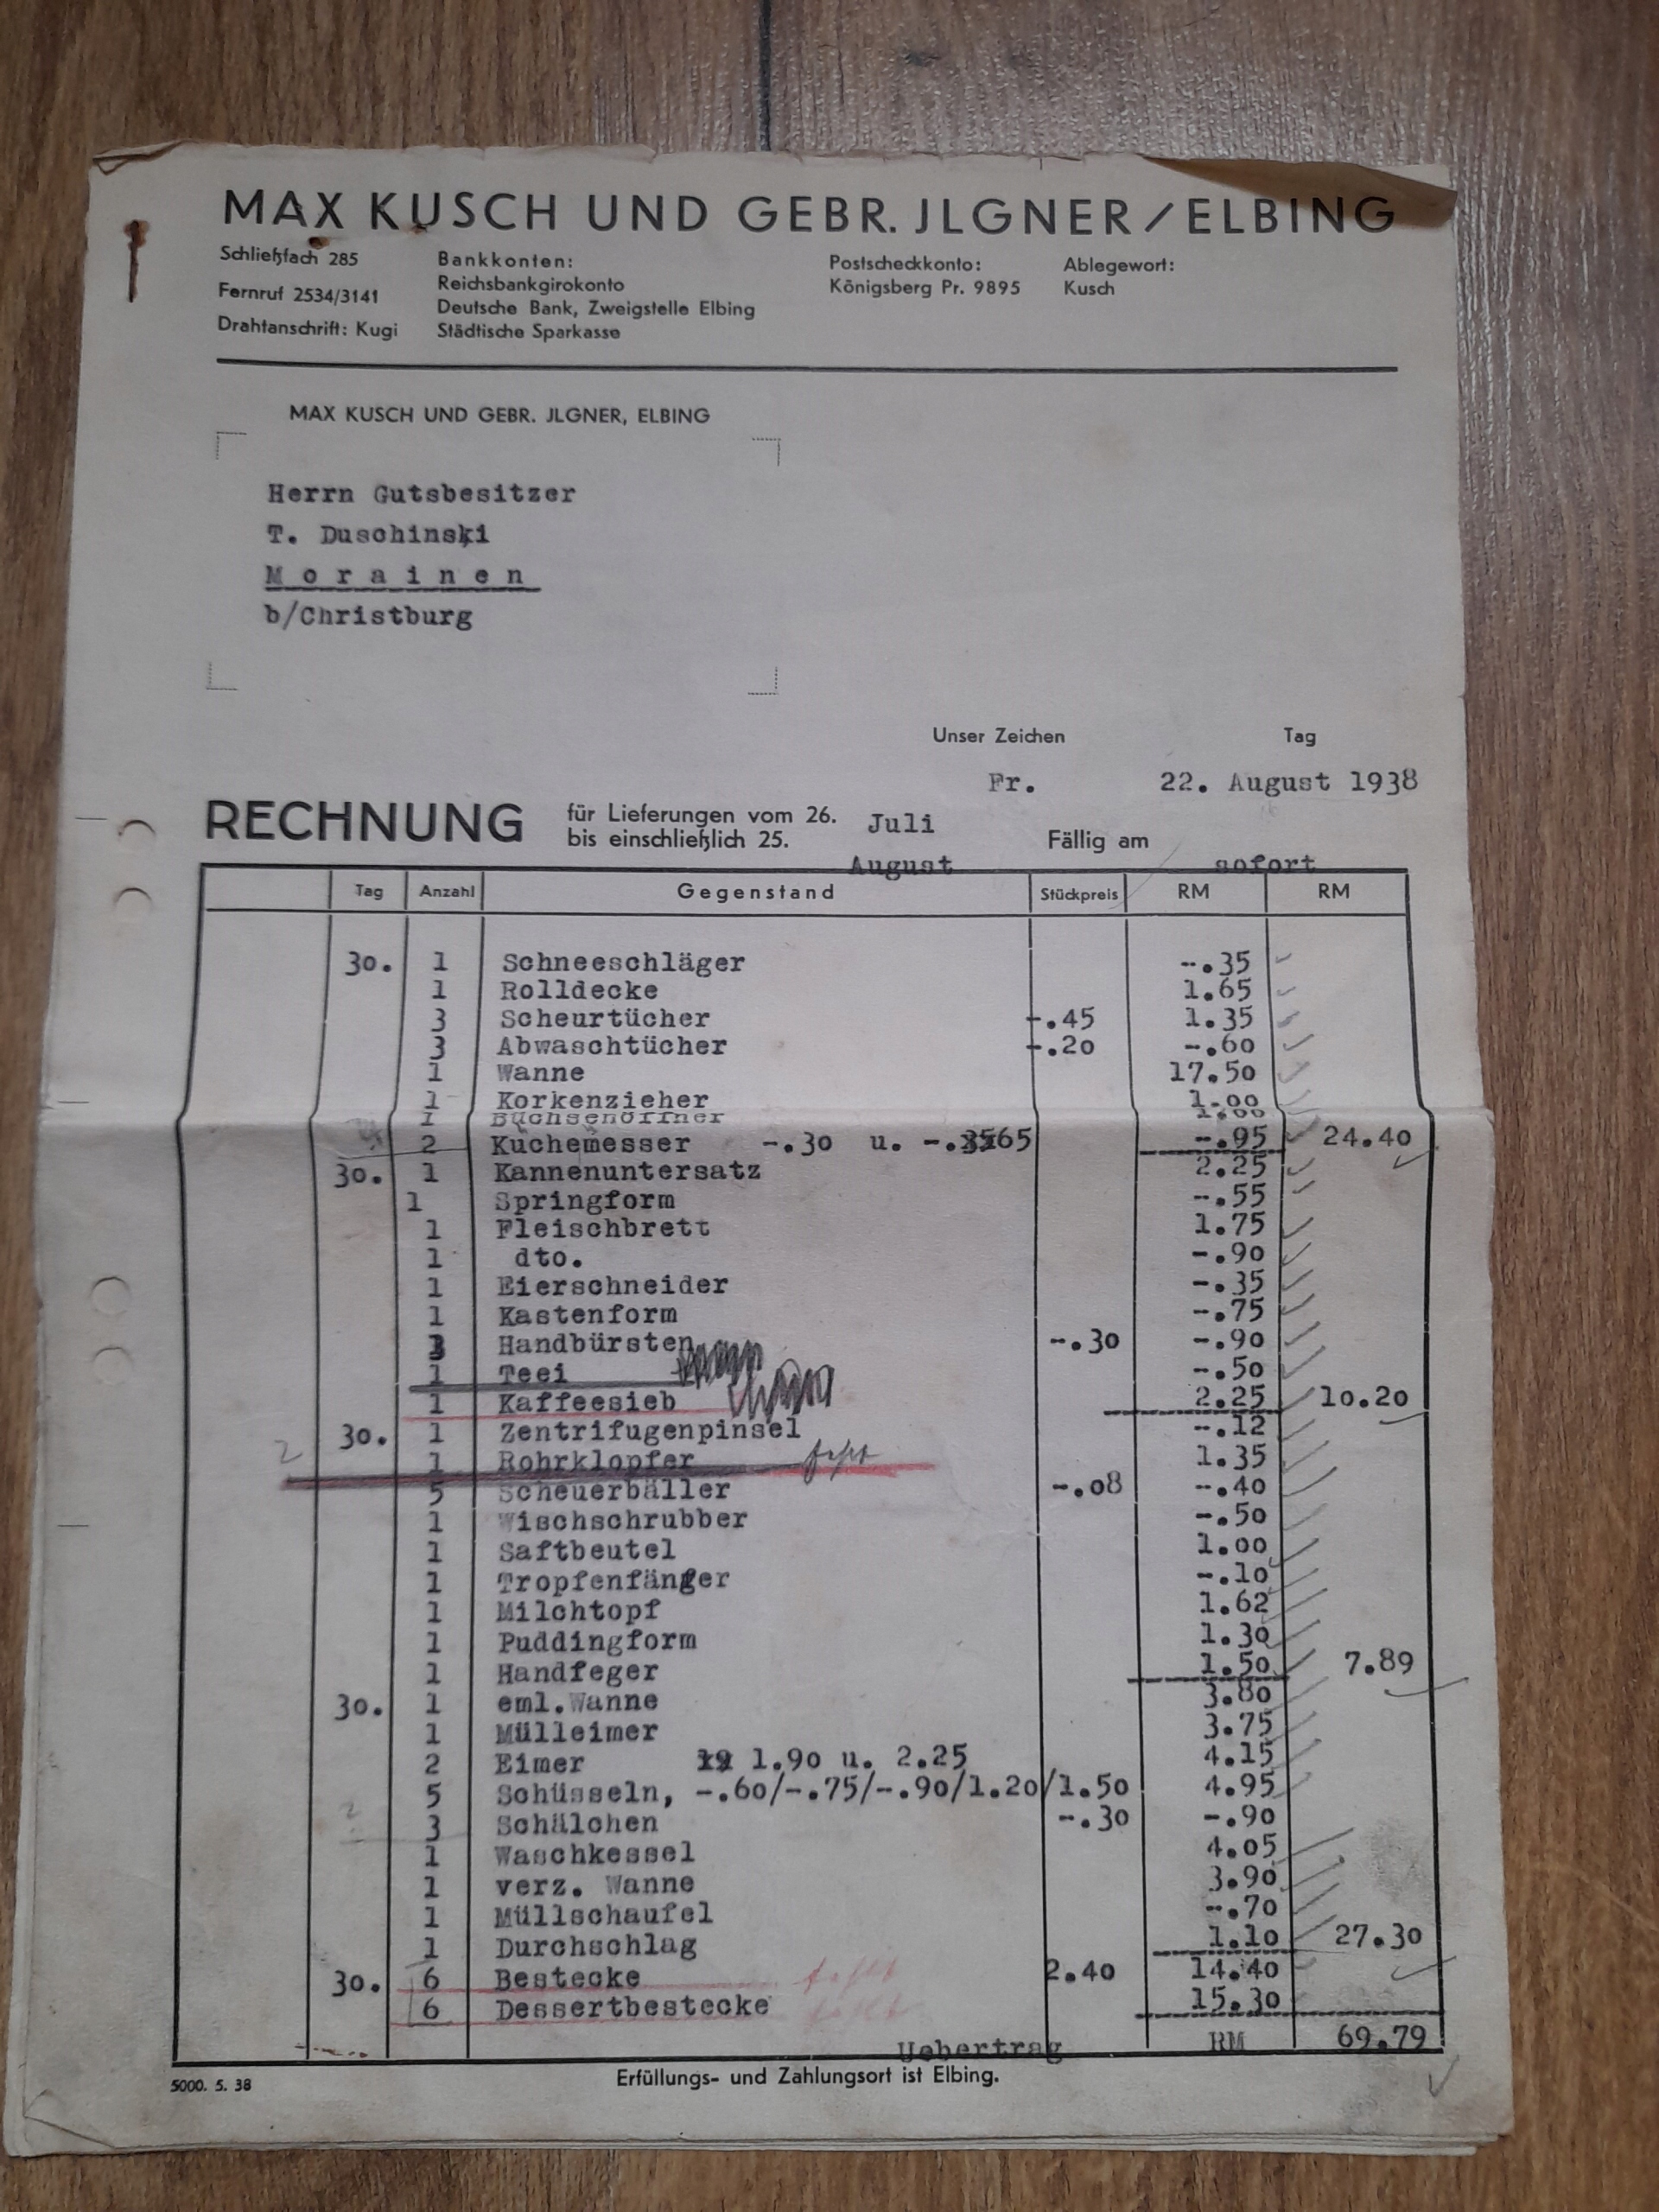 MAX KUSCH UND GEBR. JLGNER / ELBING
Schließfach 285
Fernruf 2534/3141
Drahtanschrift: Kugi
Bankkonten:
Reichsbankgirokonto
Deutsche Bank, Zweigstelle Elbing
Städtische Sparkasse
Postscheckkonto:
Königsberg Pr. 9895
Ablegewort:
Kusch
MAX KUSCH UND GEBR. JLGNER, ELBING
Herrn Gutsbesitzer
T. Duschinski
Morainen
b/Christburg
Unser Zeichen Tag
Fr. 22. August 1938
RECHNUNG für Lieferungen vom 26. Juli
bis einschließlich 25. August Fällig am sofort
Tag Anzahl Gegenstand Stückpreis RM RM
30. 1 Schneeschläger -.35
1 Rolldecke 1.65
3 Scheurtücher -.45 1.35
3 Abwaschtücher -.20 -.60
1 Wanne 17.50
1 Korkenzieher 1.00
1 Büchsenöffner 1.00
2 Kuchemesser -.30 u. -.65 -.95 24.40
30. 1 Kannenuntersatz 2.25
1 Springform -.55
1 Fleischbrett 1.75
1 dto. -.90
1 Eierschneider -.35
1 Kastenform -.75
3 Handbürsten -.30 -.90
1 Teei -.50
1 Kaffeesieb 2.25 10.20
30. 1 Zentrifugenpinsel -.12
2 1 Rohrklopfer fehlt 1.35
5 Scheuerbäller -.08 -.40
1 Wischschrubber -.50
1 Saftbeutel 1.00
1 Tropfenfänger -.10
1 Milchtopf 1.62
1 Puddingform 1.30
1 Handfeger 1.50 7.89
30. 1 eml.Wanne 3.80
1 Mülleimer 3.75
2 Eimer 1.90 u. 2.25 4.15
5 Schüsseln, -.60/-.75/-.90/1.20/1.50 4.95
2 3 Schälchen -.30 -.90
1 Waschkessel 4.05
1 verz. Wanne 3.90
1 Müllschaufel -.70
1 Durchschlag 1.10 27.30
30. 6 Bestecke fehlt 2.40 14.40
6 Dessertbestecke fehlt 15.30
Uebertrag RM 69.79
5000. 5. 38 Erfüllungs- und Zahlungsort ist Elbing.